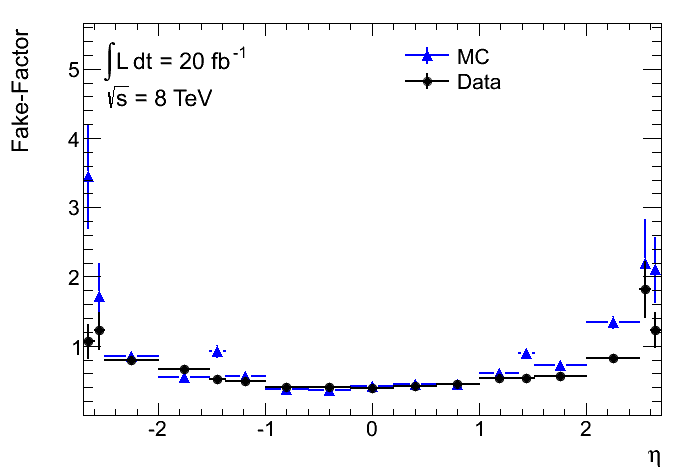 Fake-Factor
∫L dt = 20 fb⁻¹
√s = 8 TeV
MC
Data
5
4
3
2
1
-2 -1 0 1 2
η